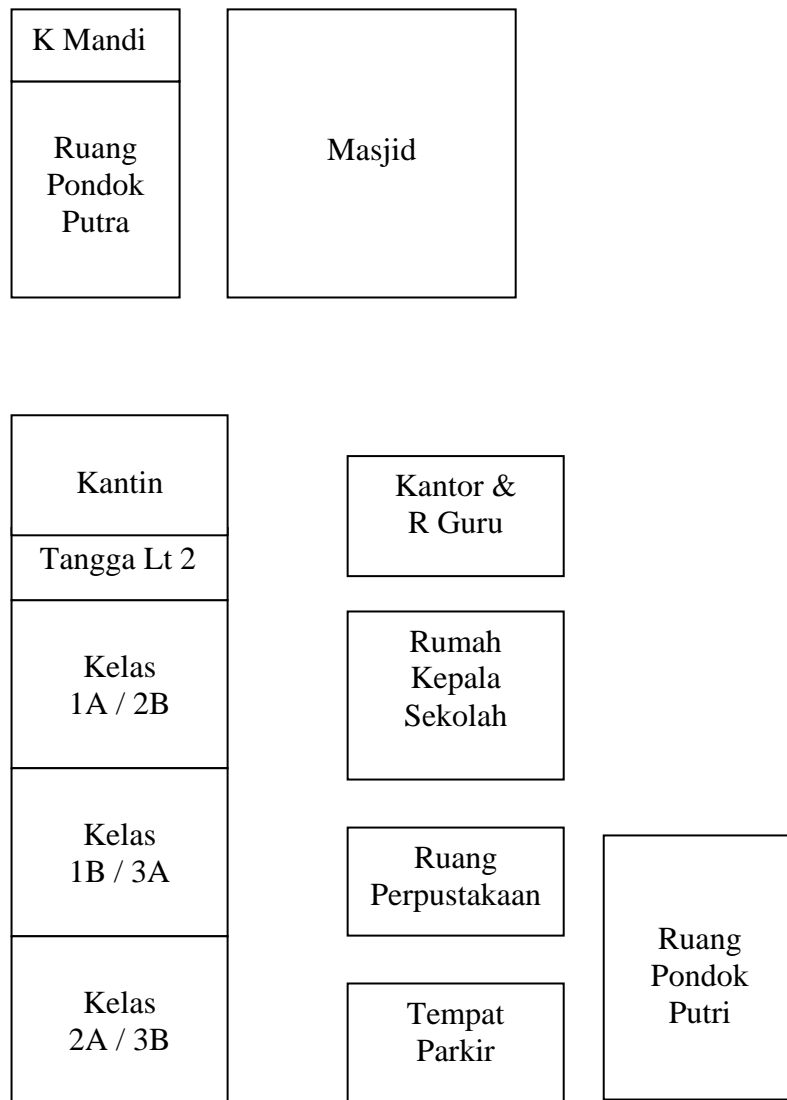 K Mandi
Ruang
Pondok
Putra
Masjid
Kantin
Tangga Lt 2
Kelas
1A / 2B
Kelas
1B / 3A
Kelas
2A / 3B
Kantor &
R Guru
Rumah
Kepala
Sekolah
Ruang
Perpustakaan
Tempat
Parkir
Ruang
Pondok
Putri